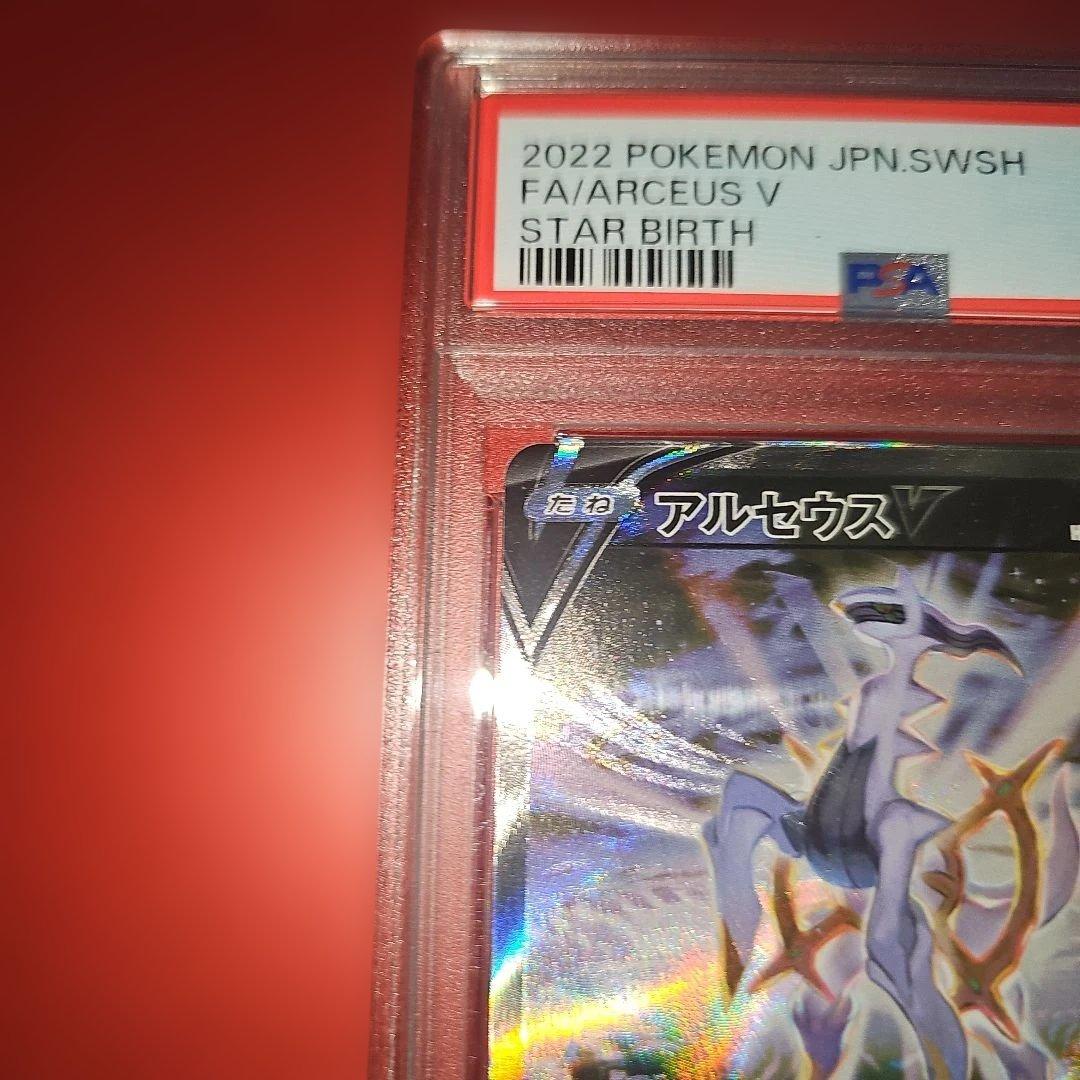 2022 POKEMON JPN.SWSH
FA/ARCEUS V
STAR BIRTH
PSA
たね アルセウスV